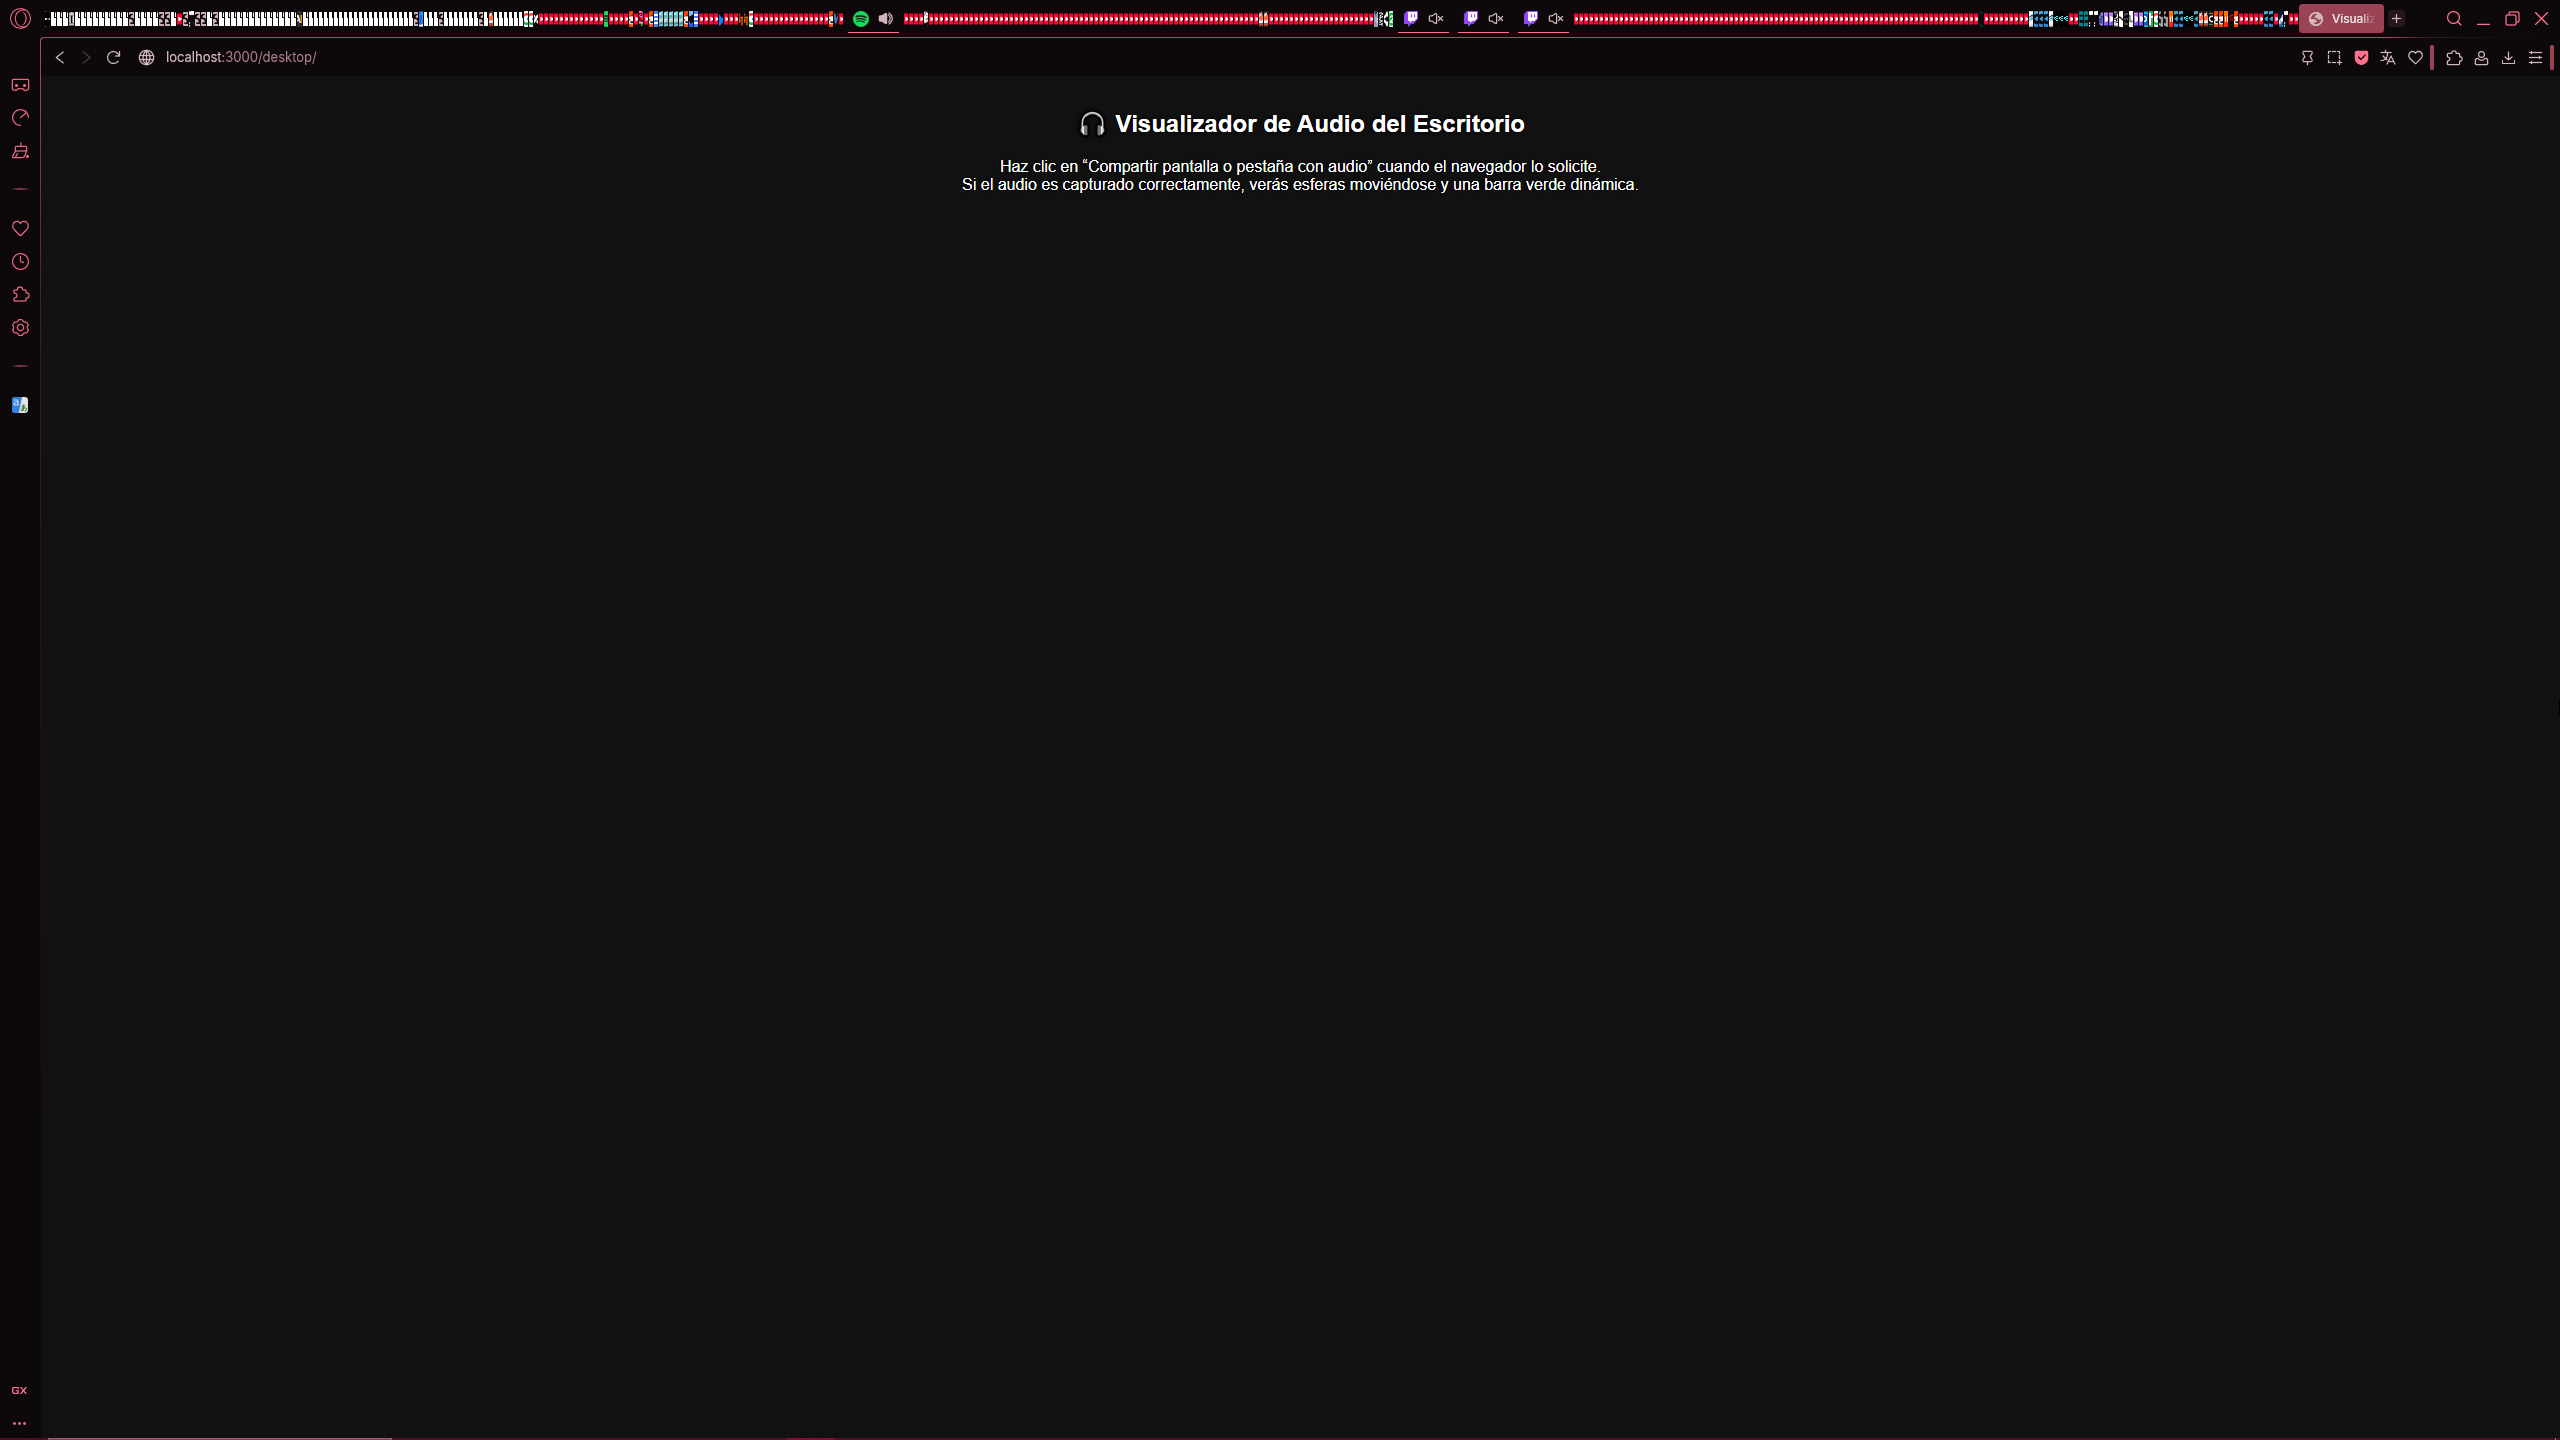 Visualiz
localhost:3000/desktop/
🎧 Visualizador de Audio del Escritorio
Haz clic en “Compartir pantalla o pestaña con audio” cuando el navegador lo solicite.
Si el audio es capturado correctamente, verás esferas moviéndose y una barra verde dinámica.
GX